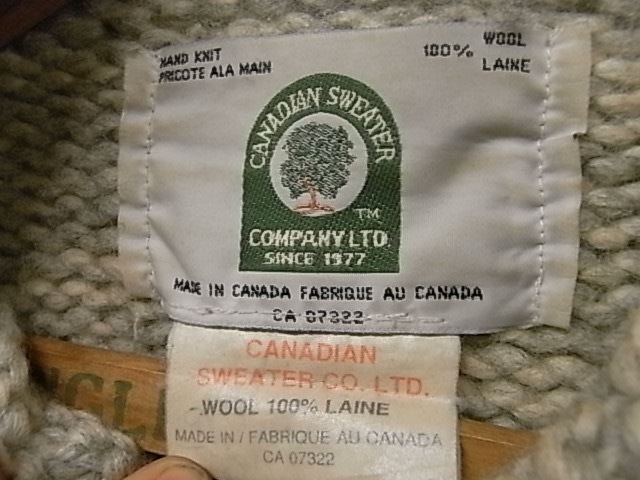 HAND KNIT
TRICOTE ALA MAIN
100% WOOL
LAINE
CANADIAN SWEATER
TM
COMPANY LTD
SINCE 1977
MADE IN CANADA FABRIQUE AU CANADA
CA 07322
CANADIAN
SWEATER CO. LTD.
WOOL 100% LAINE
MADE IN / FABRIQUE AU CANADA
CA 07322